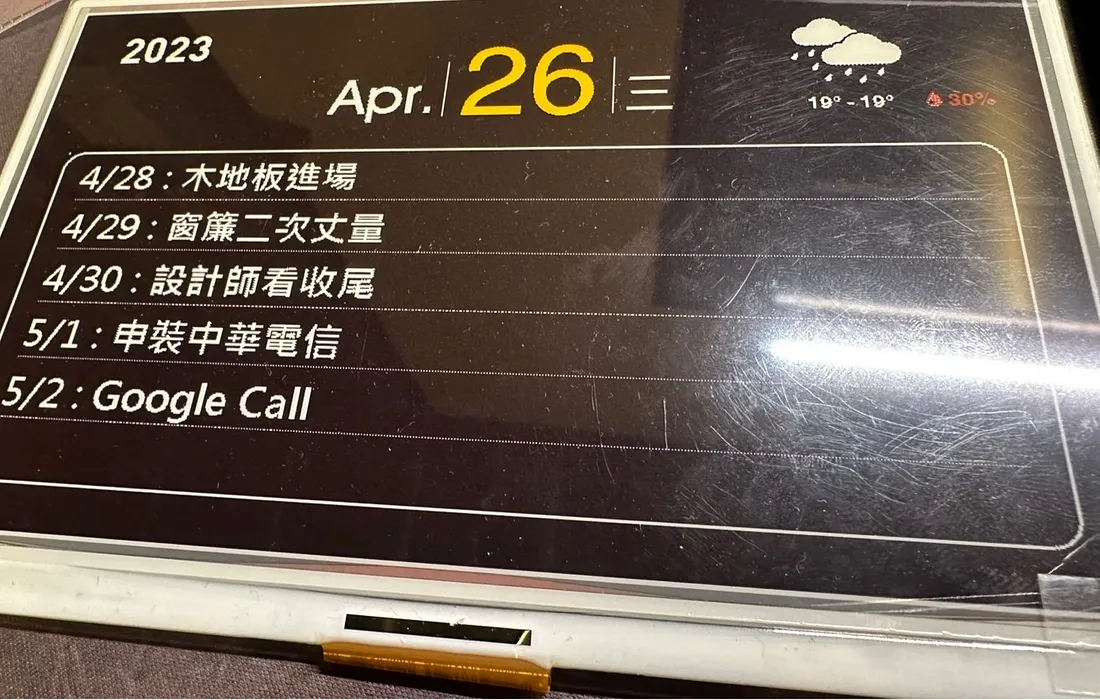 2023
Apr. 26 三
19° - 19° 30%
4/28 : 木地板進場
4/29 : 窗簾二次丈量
4/30 : 設計師看收尾
5/1 : 申裝中華電信
5/2 : Google Call